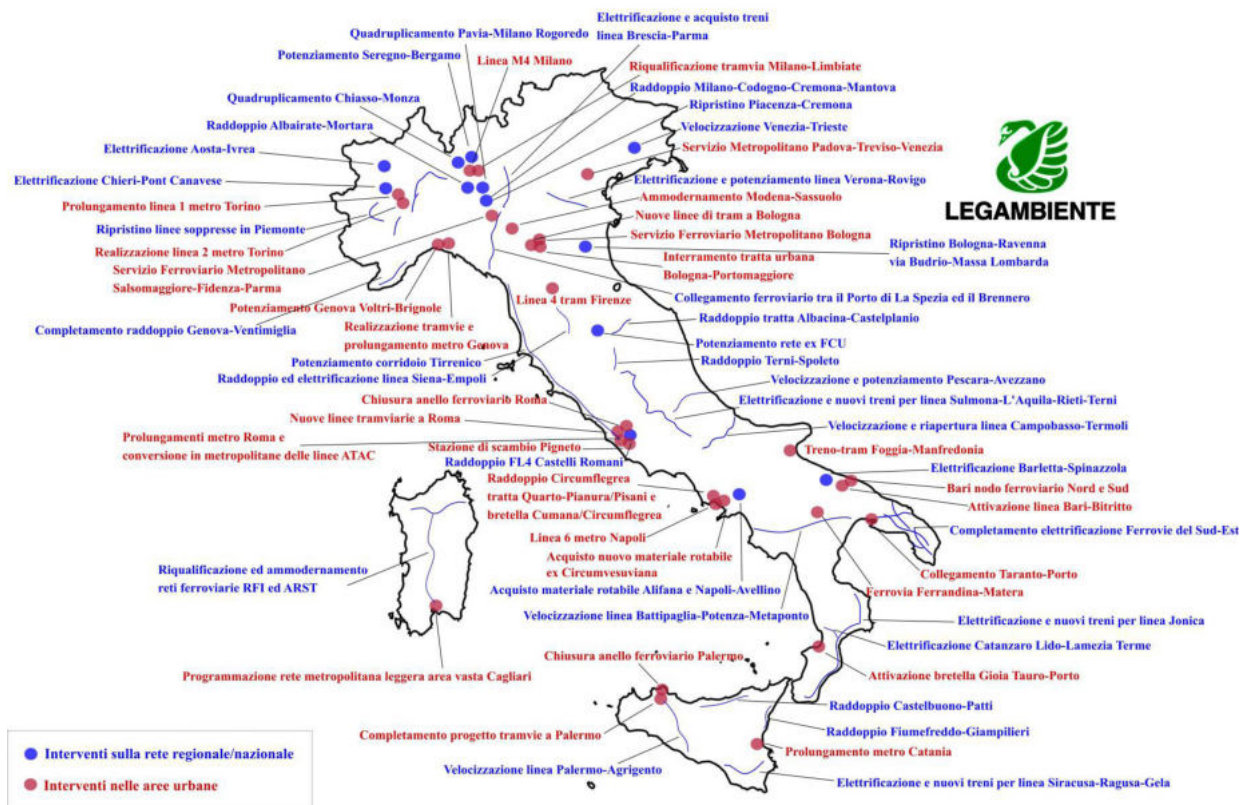 Elettrificazione e acquisto treni
linea Brescia-Parma
Quadruplicamento Pavia-Milano Rogoredo
Potenziamento Seregno-Bergamo
Linea M4 Milano
Riqualificazione tramvia Milano-Limbiate
Raddoppio Milano-Codogno-Cremona-Mantova
Quadruplicamento Chiasso-Monza
Ripristino Piacenza-Cremona
Raddoppio Albairate-Mortara
Velocizzazione Venezia-Trieste
Elettrificazione Aosta-Ivrea
Servizio Metropolitano Padova-Treviso-Venezia
Elettrificazione Chieri-Pont Canavese
Elettrificazione e potenziamento linea Verona-Rovigo
Prolungamento linea 1 metro Torino
Ammodernamento Modena-Sassuolo
LEGAMBIENTE
Nuove linee di tram a Bologna
Ripristino linee soppresse in Piemonte
Servizio Ferroviario Metropolitano Bologna
Realizzazione linea 2 metro Torino
Ripristino Bologna-Ravenna
via Budrio-Massa Lombarda
Interramento tratta urbana
Bologna-Portomaggiore
Servizio Ferroviario Metropolitano
Salsomaggiore-Fidenza-Parma
Collegamento ferroviario tra il Porto di La Spezia ed il Brennero
Linea 4 tram Firenze
Potenziamento Genova Voltri-Brignole
Raddoppio tratta Albacina-Castelplanio
Completamento raddoppio Genova-Ventimiglia
Realizzazione tramvie e
prolungamento metro Genova
Potenziamento rete ex FCU
Potenziamento corridoio Tirrenico
Raddoppio Terni-Spoleto
Raddoppio ed elettrificazione linea Siena-Empoli
Velocizzazione e potenziamento Pescara-Avezzano
Chiusura anello ferroviario Roma
Elettrificazione e nuovi treni per linea Sulmona-L'Aquila-Rieti-Terni
Nuove linee tramviarie a Roma
Velocizzazione e riapertura linea Campobasso-Termoli
Prolungamenti metro Roma e
conversione in metropolitane delle linee ATAC
Stazione di scambio Pigneto
Treno-tram Foggia-Manfredonia
Raddoppio FL4 Castelli Romani
Elettrificazione Barletta-Spinazzola
Raddoppio Circumflegrea
tratta Quarto-Pianura/Pisani e
bretella Cumana/Circumflegrea
Bari nodo ferroviario Nord e Sud
Attivazione linea Bari-Bitritto
Completamento elettrificazione Ferrovie del Sud-Est
Linea 6 metro Napoli
Acquisto nuovo materiale rotabile
ex Circumvesuviana
Collegamento Taranto-Porto
Riqualificazione ed ammodernamento
reti ferroviarie RFI ed ARST
Acquisto materiale rotabile Alifana e Napoli-Avellino
Ferrovia Ferrandina-Matera
Velocizzazione linea Battipaglia-Potenza-Metaponto
Elettrificazione e nuovi treni per linea Jonica
Elettrificazione Catanzaro Lido-Lamezia Terme
Chiusura anello ferroviario Palermo
Programmazione rete metropolitana leggera area vasta Cagliari
Attivazione bretella Gioia Tauro-Porto
Raddoppio Castelbuono-Patti
Completamento progetto tramvie a Palermo
Raddoppio Fiumefreddo-Giampilieri
Prolungamento metro Catania
Velocizzazione linea Palermo-Agrigento
Elettrificazione e nuovi treni per linea Siracusa-Ragusa-Gela
Interventi sulla rete regionale/nazionale
Interventi nelle aree urbane